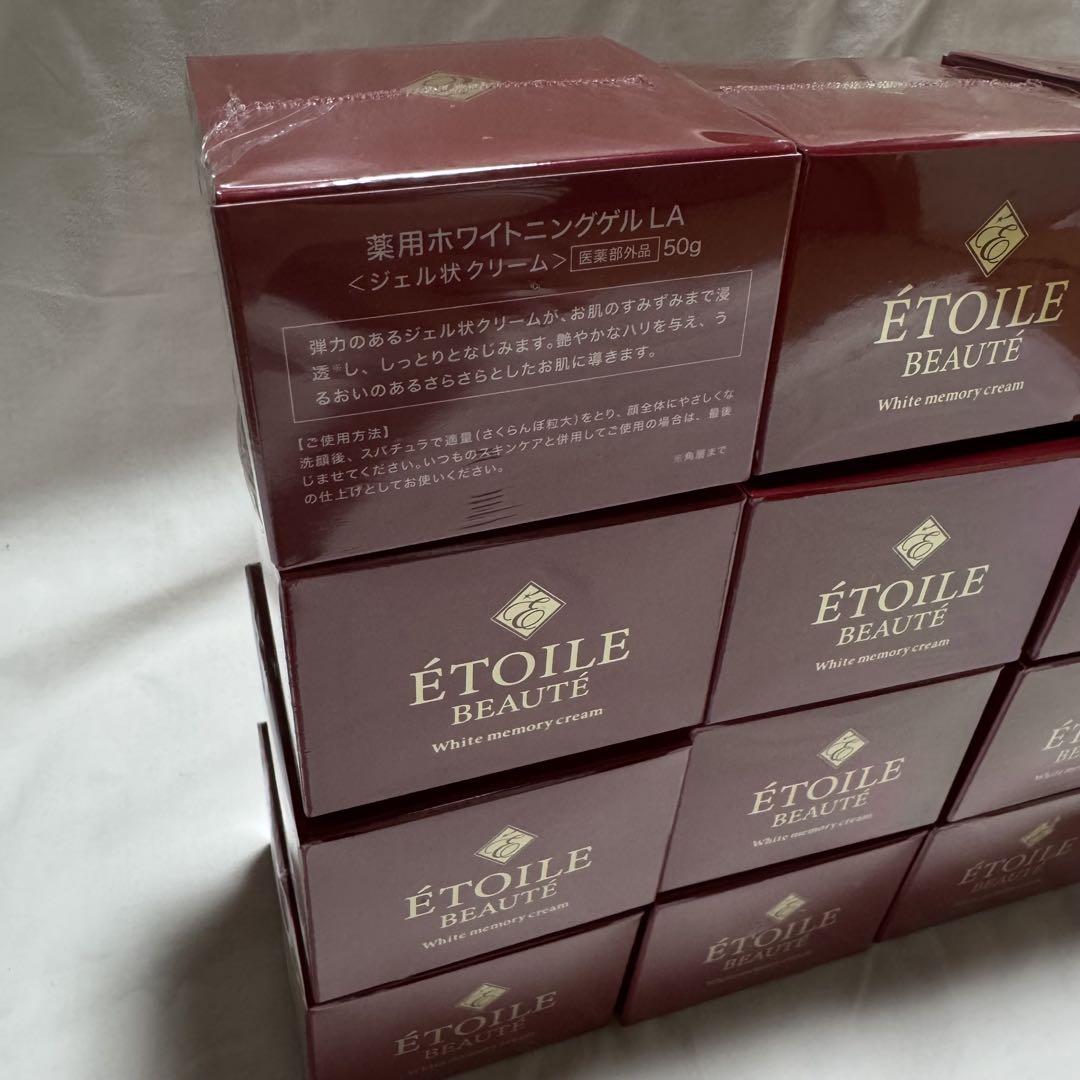 薬用ホワイトニングゲル LA
＜ジェル状クリーム＞ 医薬部外品 50g
弾力のあるジェル状クリームが、お肌のすみずみまで浸
透※し、しっとりとなじみます。艶やかなハリを与え、う
るおいのあるさらさらとしたお肌に導きます。
【ご使用方法】
洗顔後、スパチュラで適量(さくらんぼ粒大)をとり、顔全体にやさしくな
じませてください。いつものスキンケアと併用してご使用の場合は、最後
の仕上げとしてお使いください。
※角層まで
E
ÉTOILE
BEAUTÉ
White memory cream
E
ÉTOILE
BEAUTÉ
White memory cream
E
ÉTOILE
BEAUTÉ
White memory cream
E
ÉTOILE
BEAUTÉ
White memory cream
E
ÉTOILE
BEAUTÉ
White memory cream
ÉTOILE
BEAUTÉ
White memory cream
ÉTOILE
BEAUTÉ
ÉTOILE
BEAUTÉ